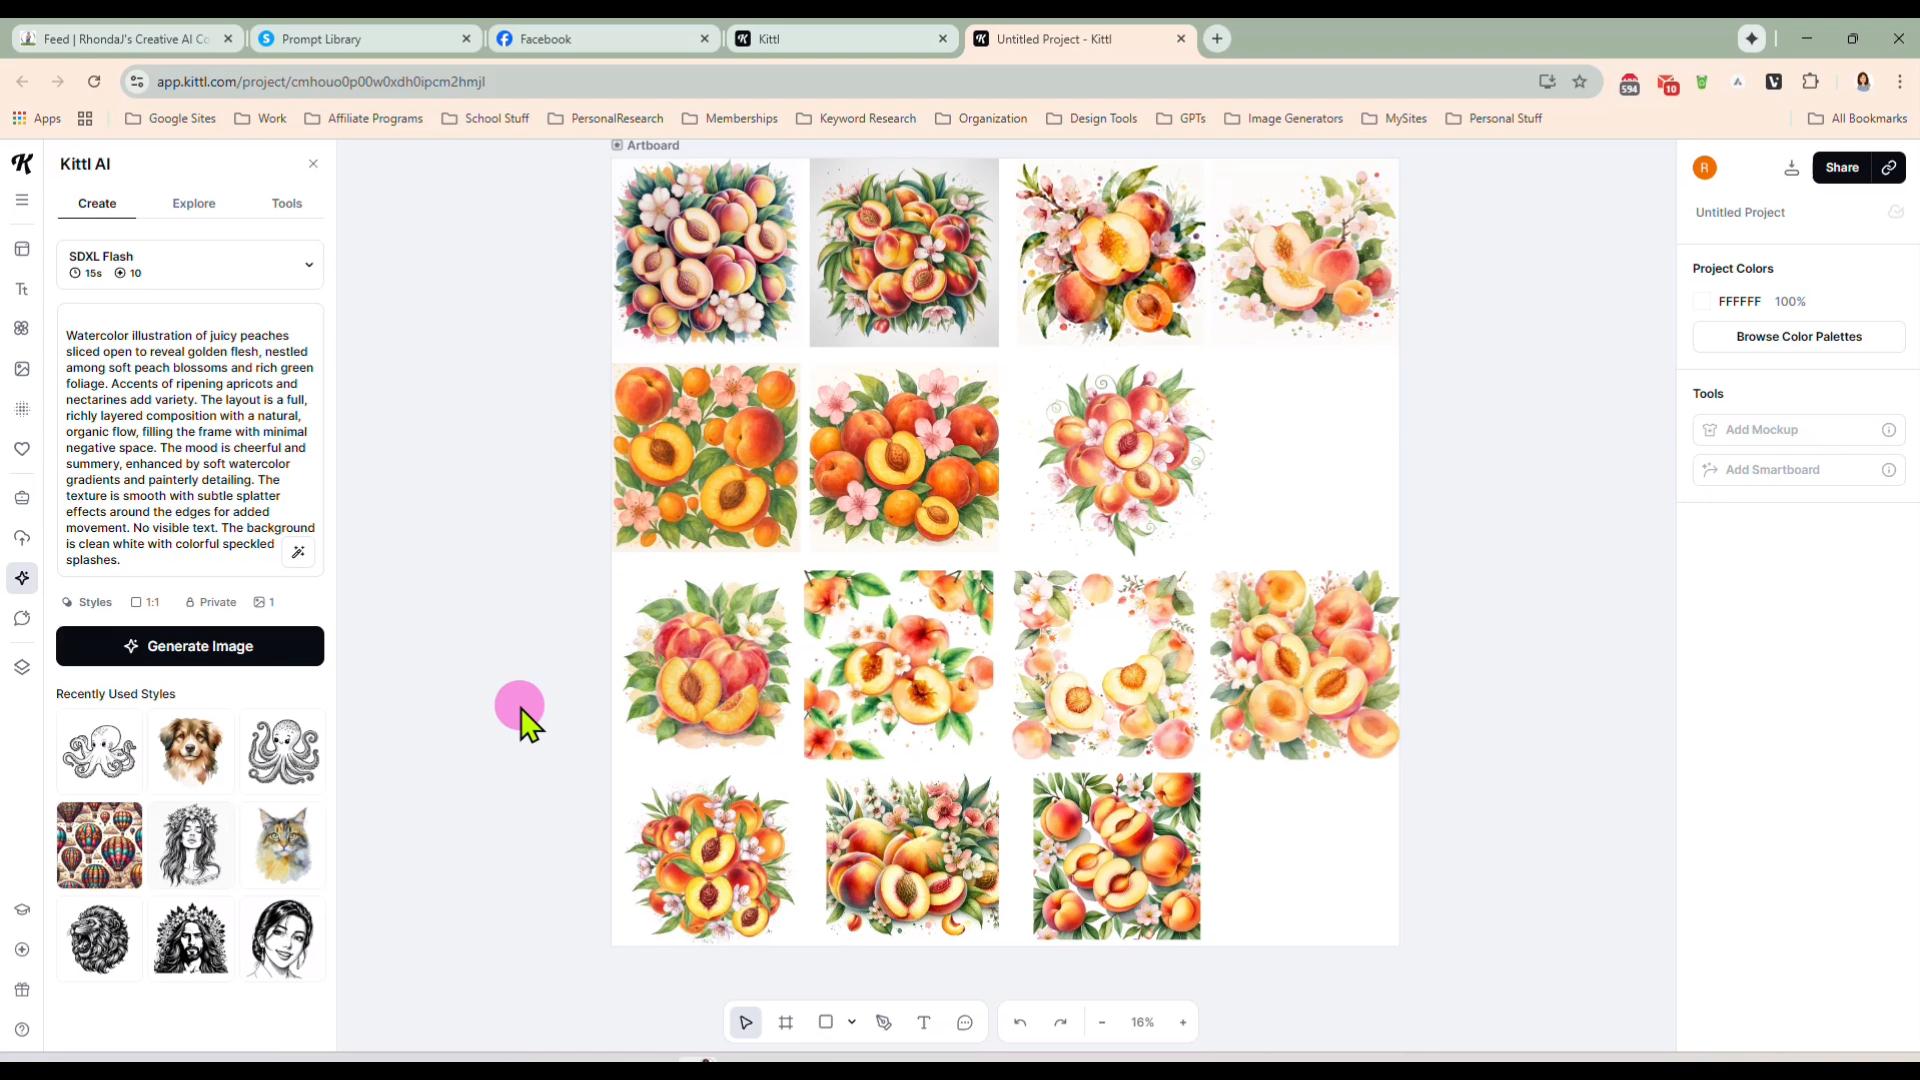 Feed | RhondaJ's Creative AI Co
Prompt Library
Facebook
Kittl
Untitled Project - Kittl
app.kittl.com/project/cmhouo0p00w0xdh0ipcm2hmjl
594
10
Apps
Google Sites
Work
Affiliate Programs
School Stuff
PersonalResearch
Memberships
Keyword Research
Organization
Design Tools
GPTs
Image Generators
MySites
Personal Stuff
All Bookmarks
Kittl AI
Create
Explore
Tools
SDXL Flash
15s
10
Watercolor illustration of juicy peaches
sliced open to reveal golden flesh, nestled
among soft peach blossoms and rich green
foliage. Accents of ripening apricots and
nectarines add variety. The layout is a full,
richly layered composition with a natural,
organic flow, filling the frame with minimal
negative space. The mood is cheerful and
summery, enhanced by soft watercolor
gradients and painterly detailing. The
texture is smooth with subtle splatter
effects around the edges for added
movement. No visible text. The background
is clean white with colorful speckled
splashes.
Styles
1:1
Private
1
Generate Image
Recently Used Styles
Artboard
16%
R
Share
Untitled Project
Project Colors
FFFFFF 100%
Browse Color Palettes
Tools
Add Mockup
Add Smartboard